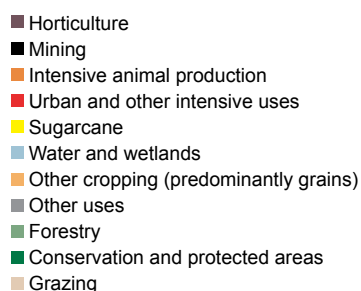 Horticulture
Mining
Intensive animal production
Urban and other intensive uses
Sugarcane
Water and wetlands
Other cropping (predominantly grains)
Other uses
Forestry
Conservation and protected areas
Grazing